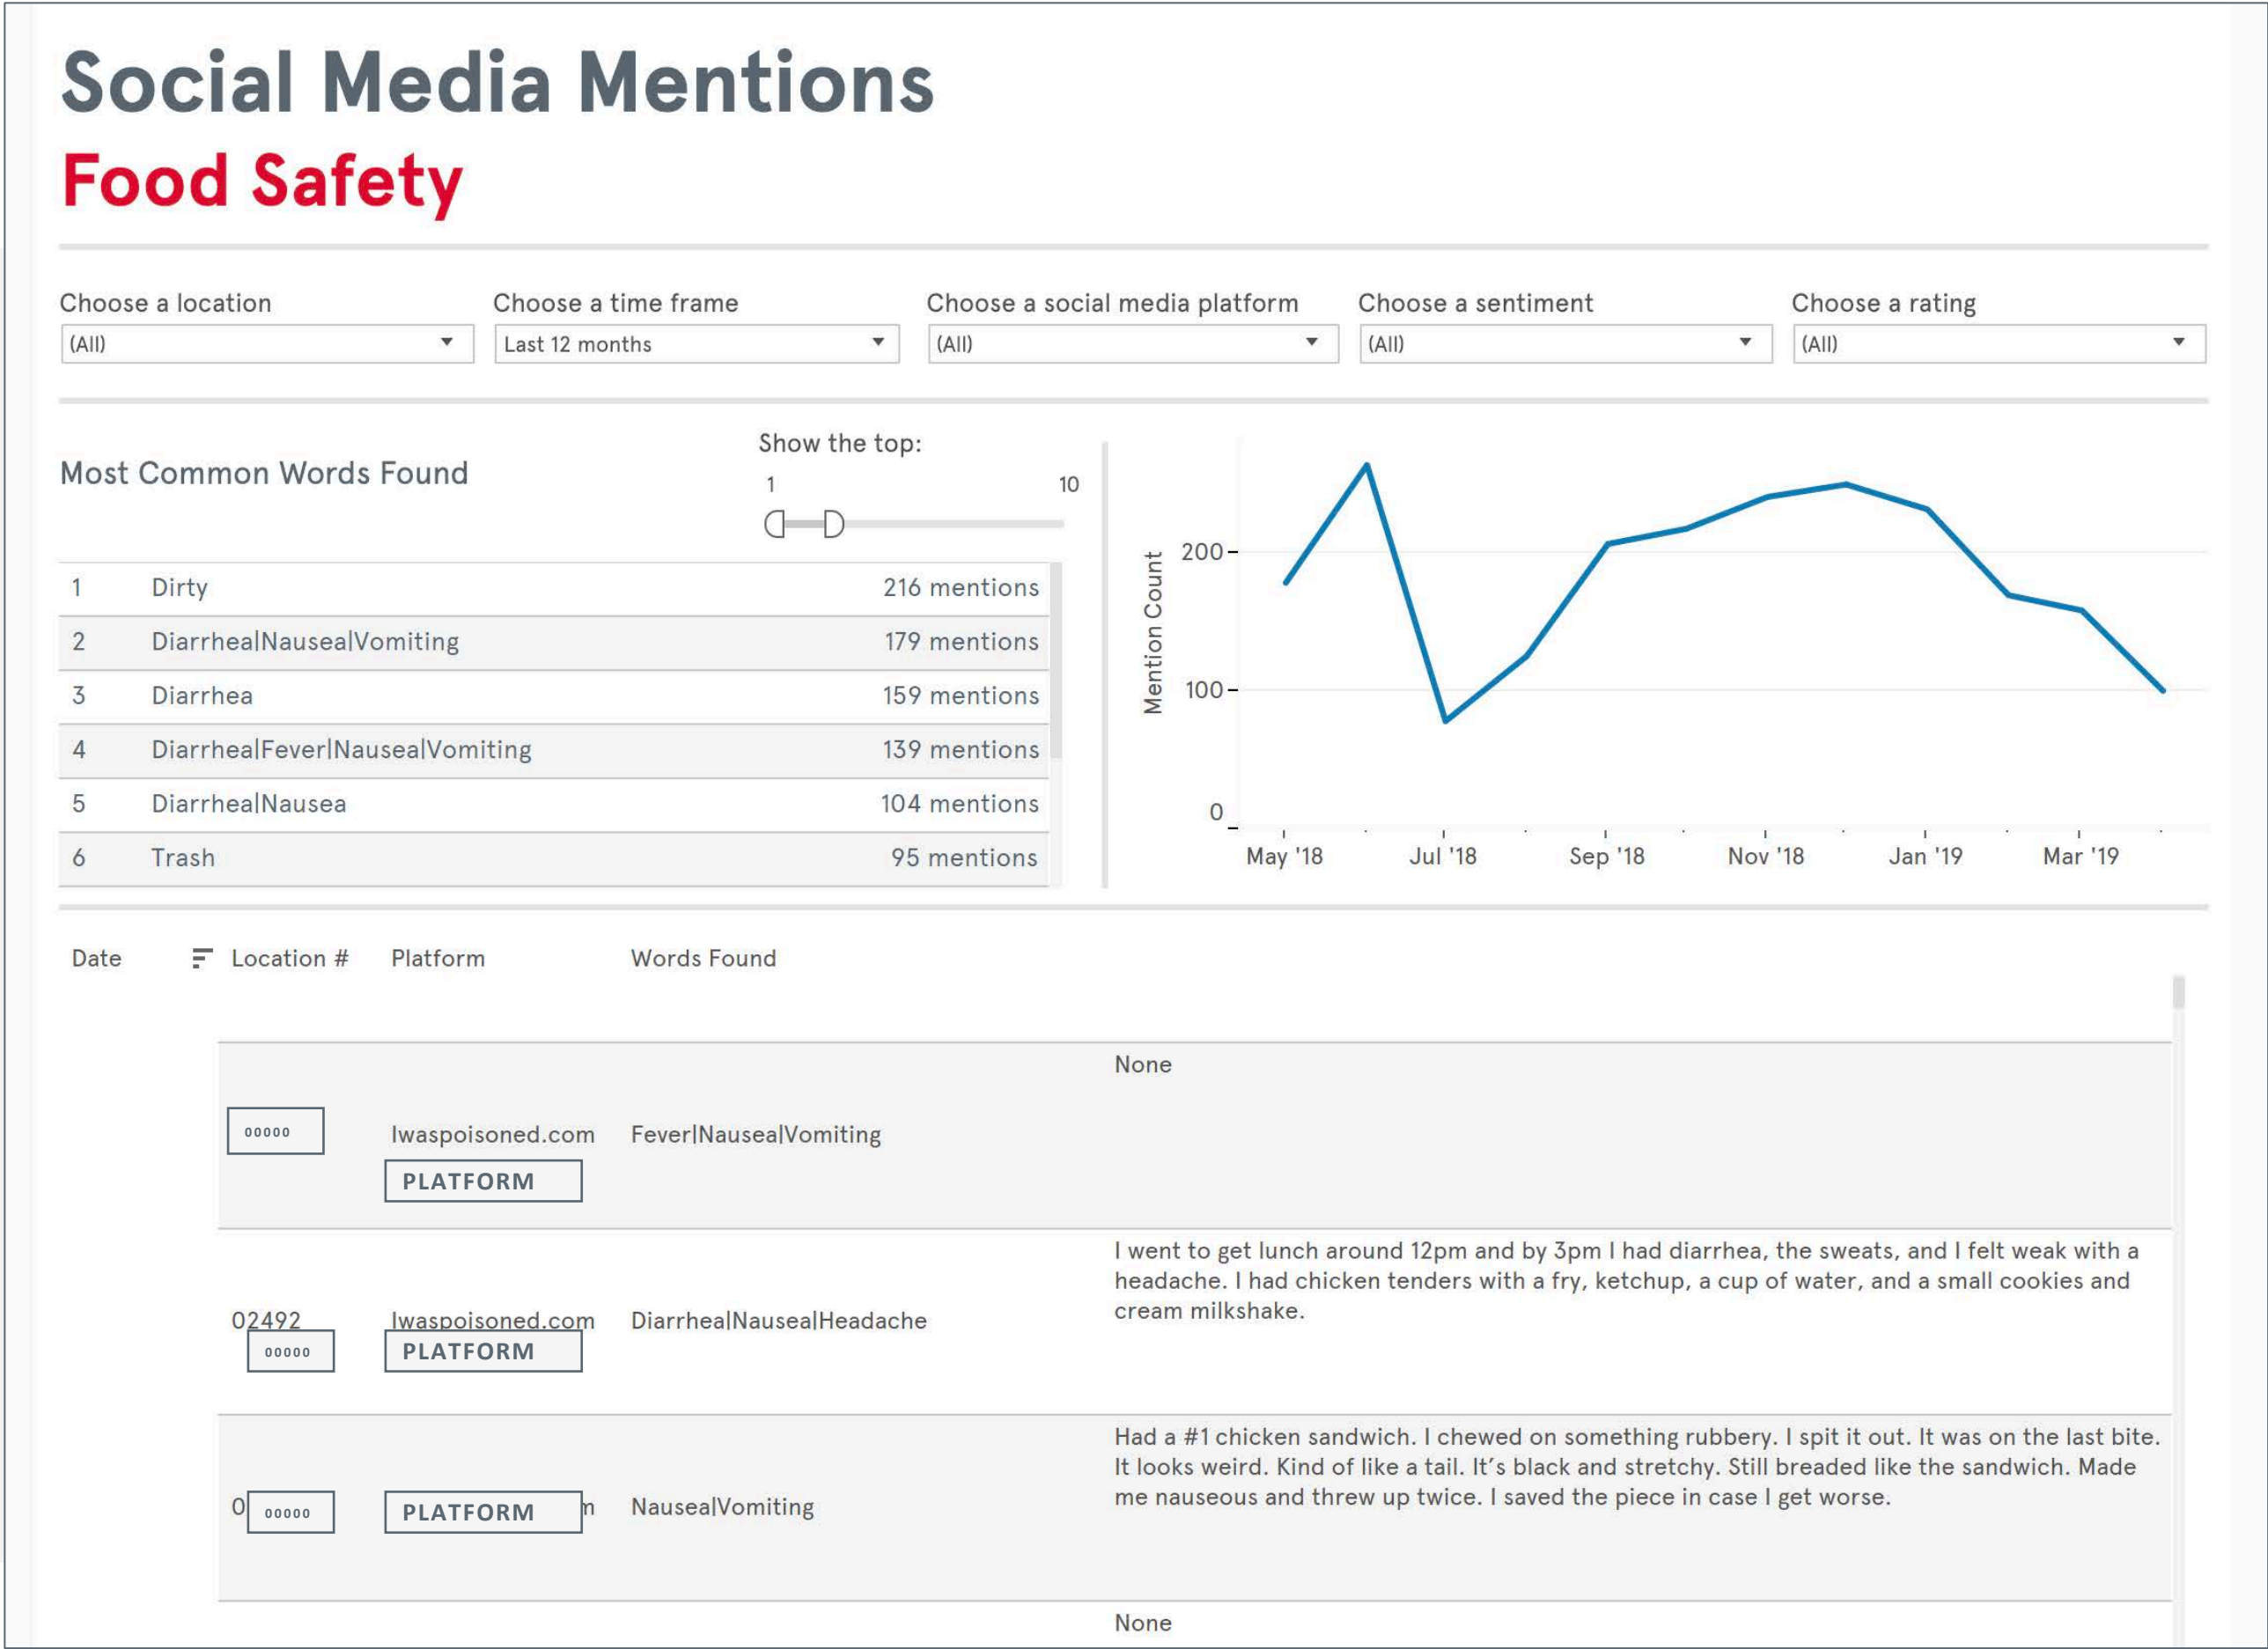 Social Media Mentions
Food Safety
Choose a location
Choose a time frame
Choose a social media platform
Choose a sentiment
Choose a rating
(All)
Last 12 months
(All)
(All)
(All)
Most Common Words Found
Show the top:
1
10
1 Dirty 216 mentions
2 Diarrhea|Nausea|Vomiting 179 mentions
3 Diarrhea 159 mentions
4 Diarrhea|Fever|Nausea|Vomiting 139 mentions
5 Diarrhea|Nausea 104 mentions
6 Trash 95 mentions
Mention Count
200
100
0
May '18
Jul '18
Sep '18
Nov '18
Jan '19
Mar '19
Date Location # Platform Words Found
None
00000 Iwaspoisoned.com Fever|Nausea|Vomiting
PLATFORM
I went to get lunch around 12pm and by 3pm I had diarrhea, the sweats, and I felt weak with a
headache. I had chicken tenders with a fry, ketchup, a cup of water, and a small cookies and
cream milkshake.
02492 Iwaspoisoned.com Diarrhea|Nausea|Headache
00000 PLATFORM
Had a #1 chicken sandwich. I chewed on something rubbery. I spit it out. It was on the last bite.
It looks weird. Kind of like a tail. It's black and stretchy. Still breaded like the sandwich. Made
me nauseous and threw up twice. I saved the piece in case I get worse.
0 00000 PLATFORM m Nausea|Vomiting
None